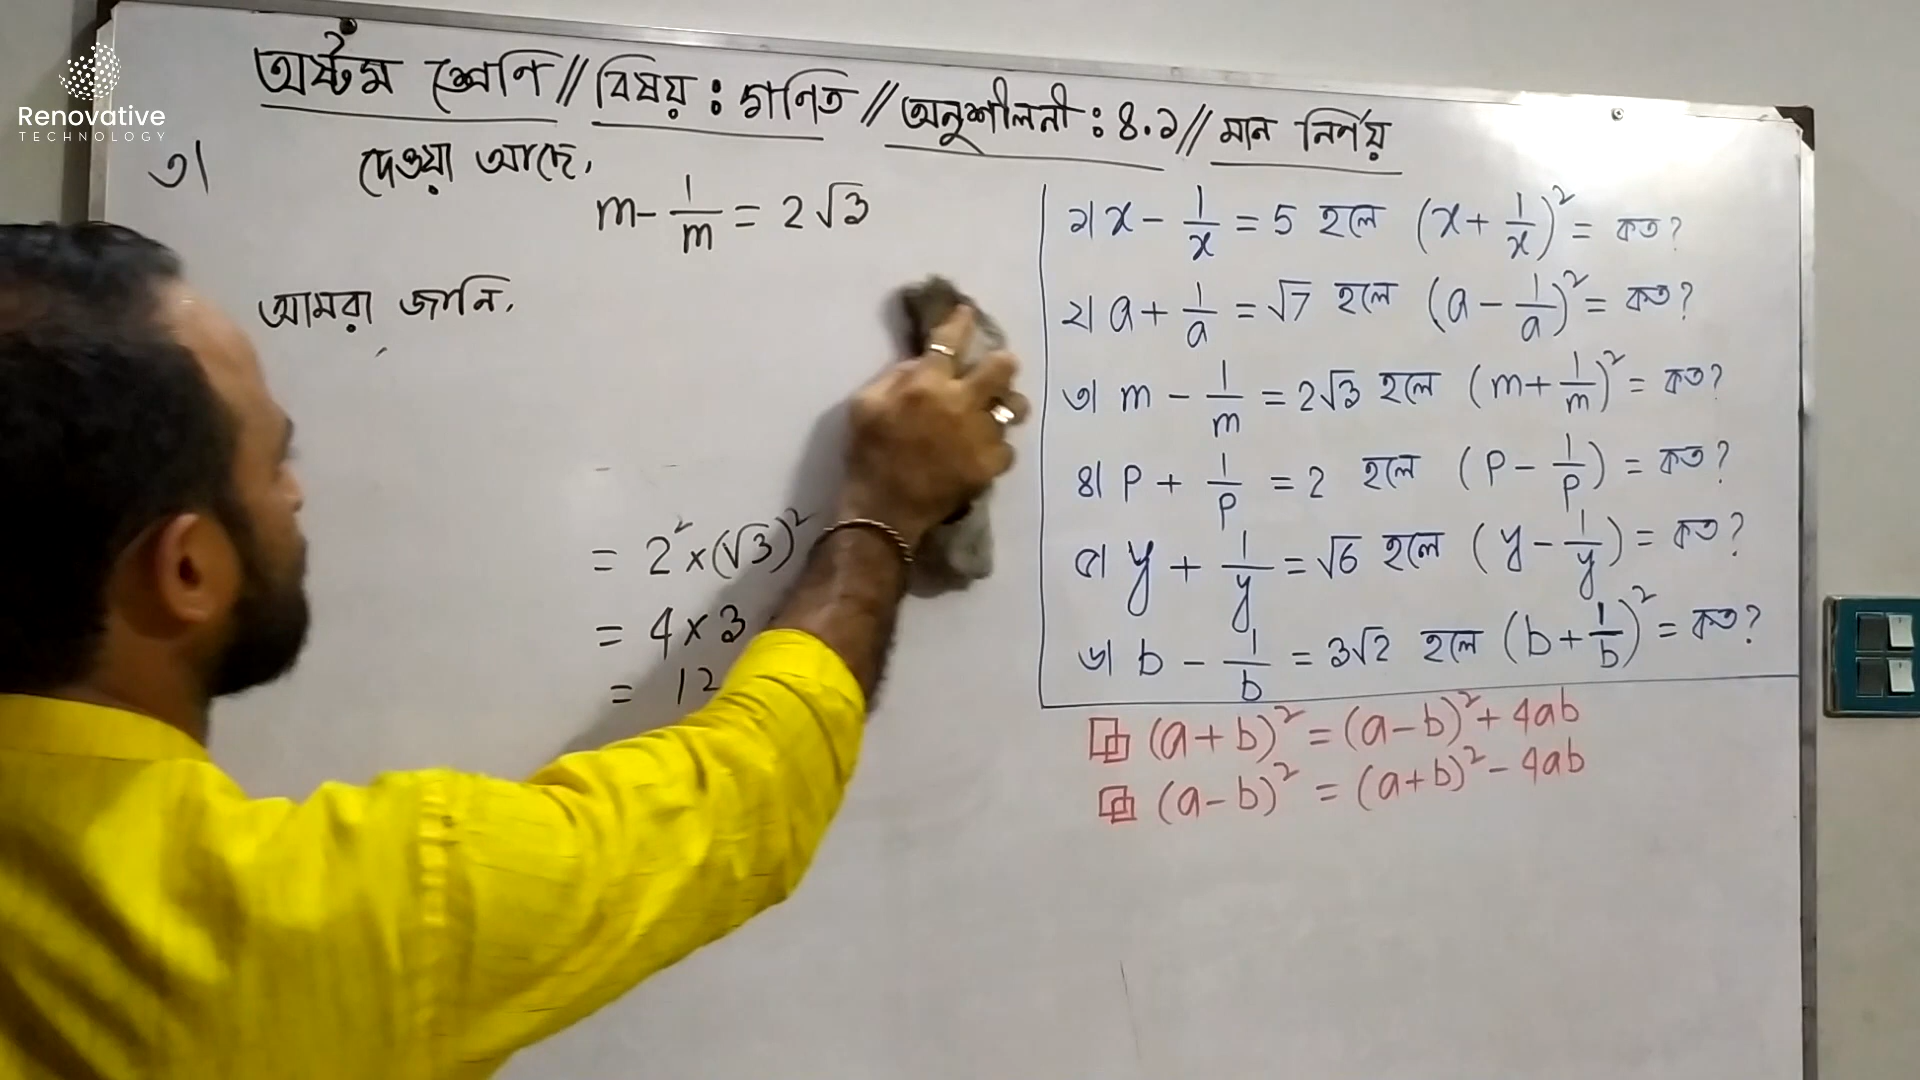 Renovative
TECHNOLOGY
অষ্টম শ্রেণি // বিষয় : গণিত // অনুশীলনী : ৪.১ // মান নির্ণয়
৩। দেওয়া আছে,
m - 1/m = 2√3
আমরা জানি,
= 2² × (√3)²
= 4 × 3
= 12
১। x - 1/x = 5 হলে (x + 1/x)² = কত?
২। a + 1/a = √7 হলে (a - 1/a)² = কত?
৩। m - 1/m = 2√3 হলে (m + 1/m)² = কত?
৪। p + 1/p = 2 হলে (p - 1/p) = কত?
৫। y + 1/y = √6 হলে (y - 1/y) = কত?
৬। b - 1/b = 3√2 হলে (b + 1/b)² = কত?
(a + b)² = (a - b)² + 4ab
(a - b)² = (a + b)² - 4ab